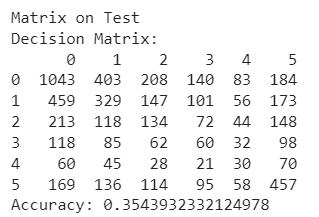 Matrix on Test
Decision Matrix:
0 1 2 3 4 5
0 1043 403 208 140 83 184
1 459 329 147 101 56 173
2 213 118 134 72 44 148
3 118 85 62 60 32 98
4 60 45 28 21 30 70
5 169 136 114 95 58 457
Accuracy: 0.3543932332124978